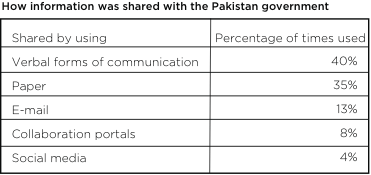 How information was shared with the Pakistan government
Shared by using Percentage of times used
Verbal forms of communication 40%
Paper 35%
E-mail 13%
Collaboration portals 8%
Social media 4%